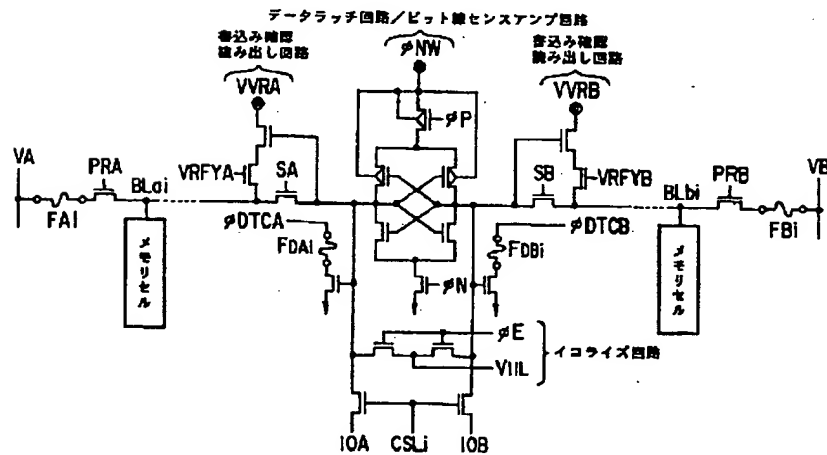 データラッチ回路/ビット線センスアンプ回路
書込み確認
読み出し回路
φNW
書込み確認
読み出し回路
VVRA
VVRB
φP
VA
PRA
BLai
VRFYA
SA
SB
VRFYB
BLbi
PRB
VB
FAi
φDTCA
φDTCB
FBi
FDAi
FDBi
メモリセル
φN
メモリセル
φE
イコライズ回路
VIIL
IOA
CSLi
IOB